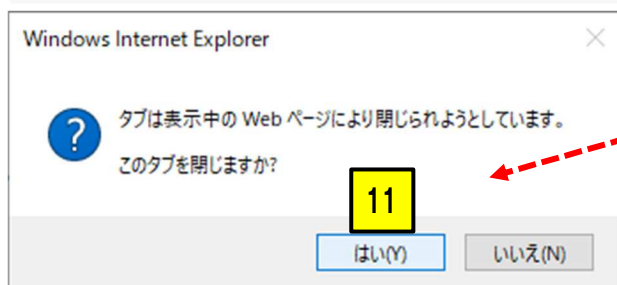 Windows Internet Explorer
?
タブは表示中の Web ページにより閉じられようとしています。
このタブを閉じますか?
11
はい(Y)
いいえ(N)